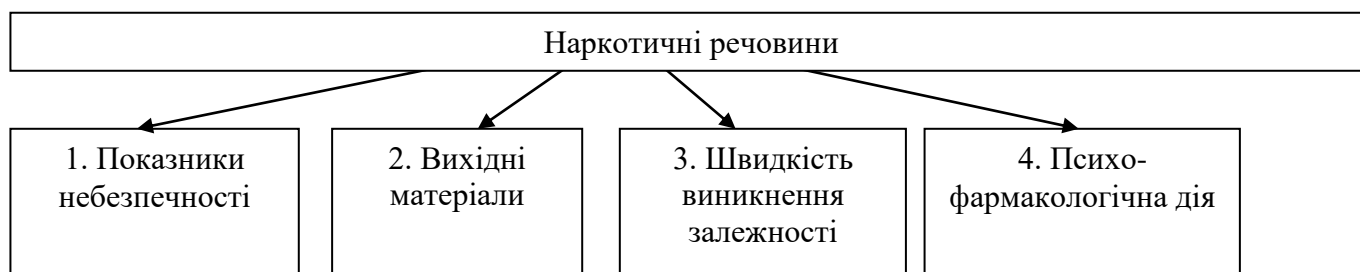 Наркотичні речовини
1. Показники
небезпечності
2. Вихідні
матеріали
3. Швидкість
виникнення
залежності
4. Психо-
фармакологічна дія